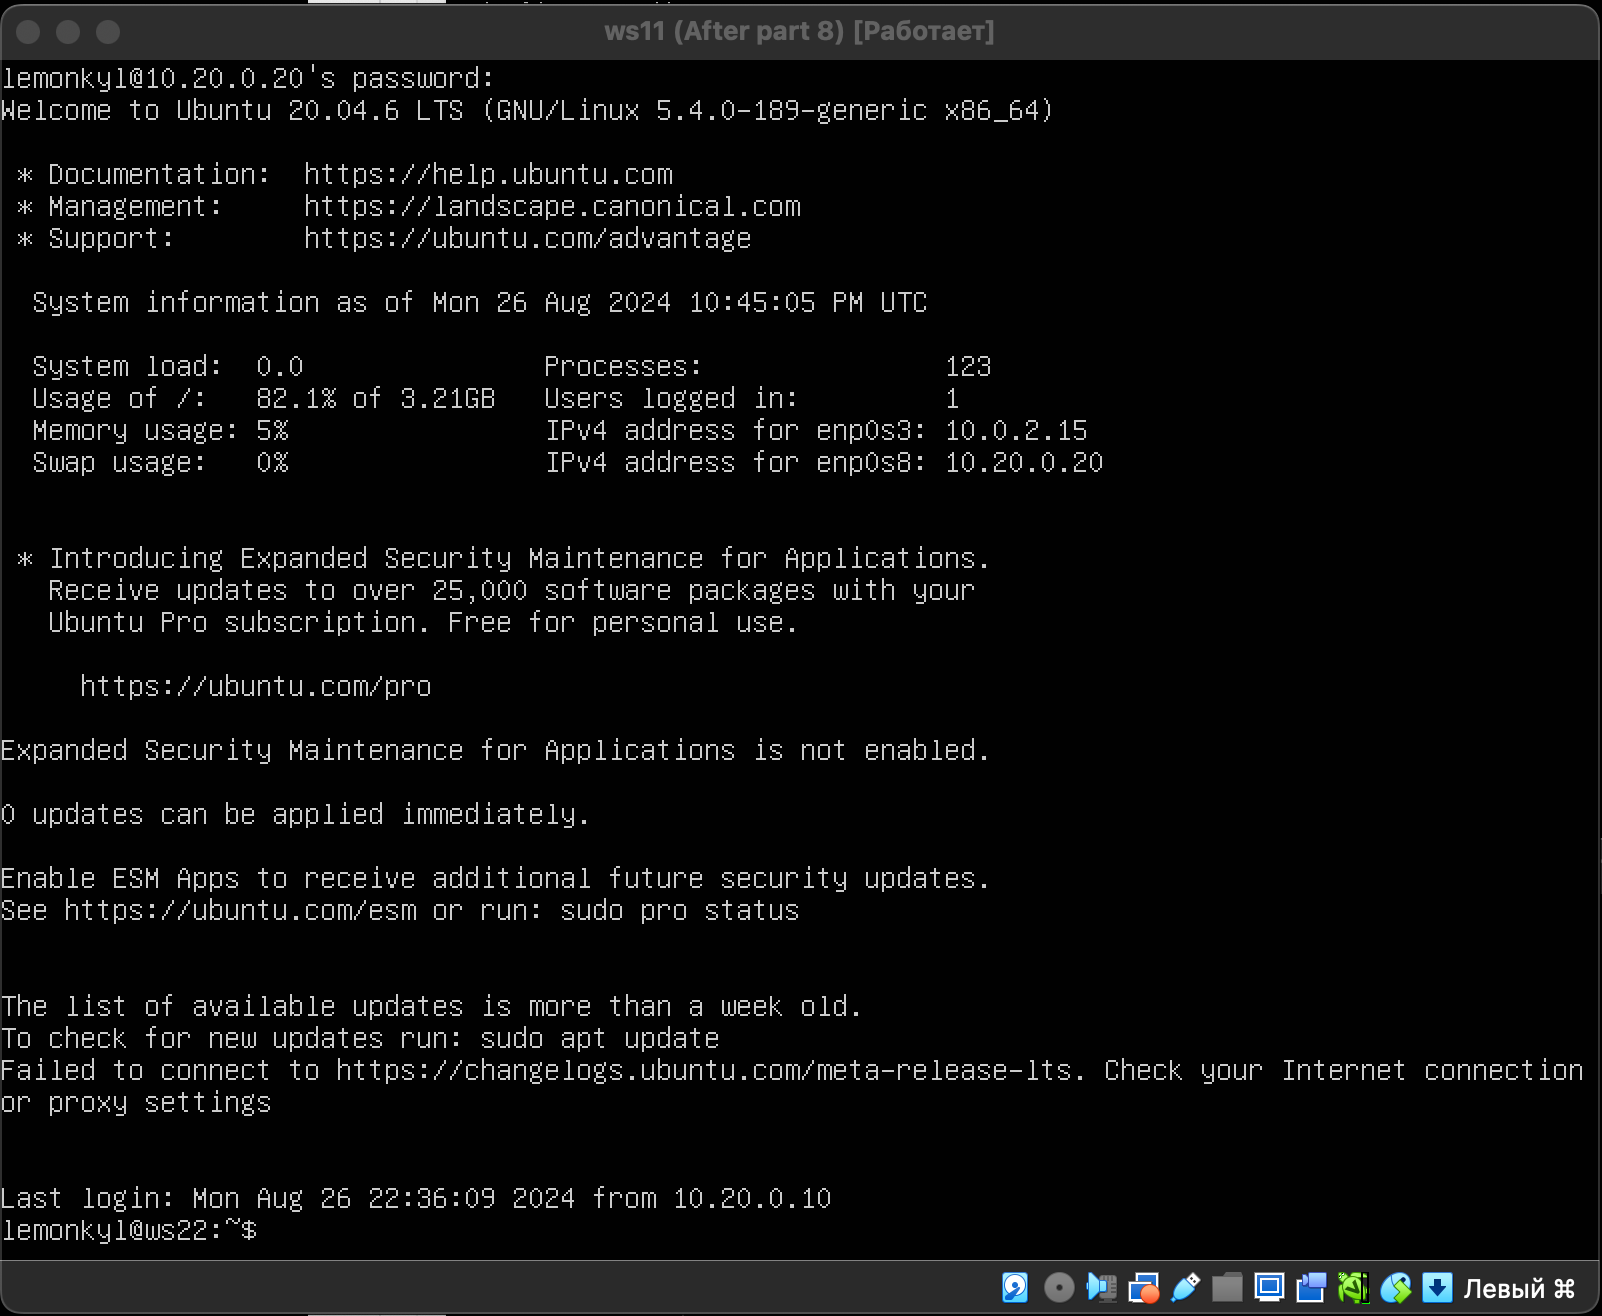 ws11 (After part 8) [Работает]
lemonkyl@10.20.0.20's password:
Welcome to Ubuntu 20.04.6 LTS (GNU/Linux 5.4.0-189-generic x86_64)
* Documentation:  https://help.ubuntu.com
* Management:     https://landscape.canonical.com
* Support:        https://ubuntu.com/advantage
System information as of Mon 26 Aug 2024 10:45:05 PM UTC
System load:  0.0               Processes:               123
Usage of /:   82.1% of 3.21GB   Users logged in:         1
Memory usage: 5%                IPv4 address for enp0s3: 10.0.2.15
Swap usage:   0%                IPv4 address for enp0s8: 10.20.0.20
* Introducing Expanded Security Maintenance for Applications.
Receive updates to over 25,000 software packages with your
Ubuntu Pro subscription. Free for personal use.
https://ubuntu.com/pro
Expanded Security Maintenance for Applications is not enabled.
0 updates can be applied immediately.
Enable ESM Apps to receive additional future security updates.
See https://ubuntu.com/esm or run: sudo pro status
The list of available updates is more than a week old.
To check for new updates run: sudo apt update
Failed to connect to https://changelogs.ubuntu.com/meta-release-lts. Check your Internet connection
or proxy settings
Last login: Mon Aug 26 22:36:09 2024 from 10.20.0.10
lemonkyl@ws22:~$
Левый ⌘